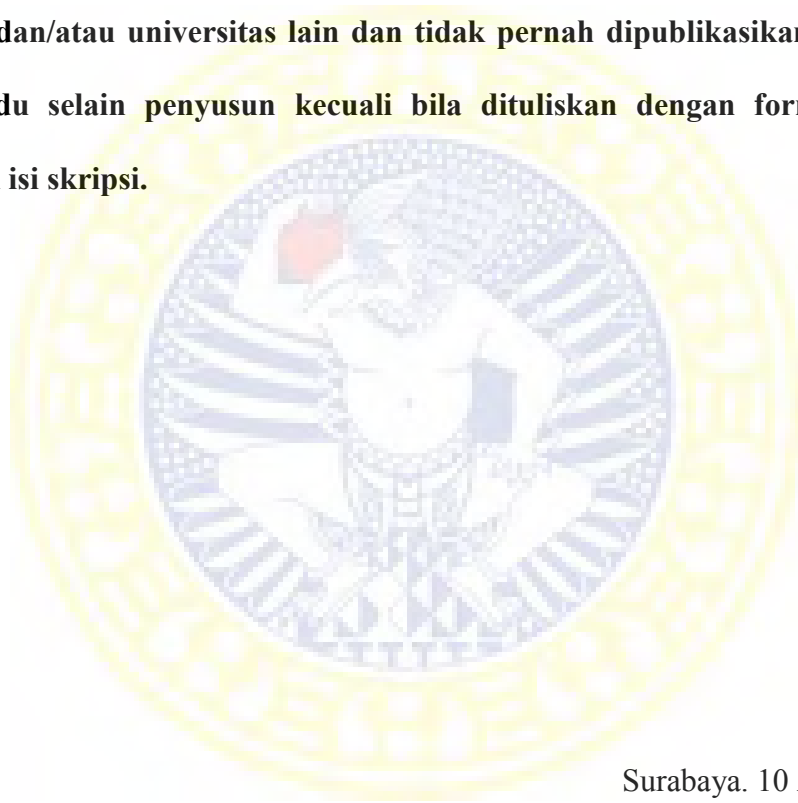 dan/atau universitas lain dan tidak pernah dipublikasikan
du selain penyusun kecuali bila dituliskan dengan for
isi skripsi.
Surabaya. 10